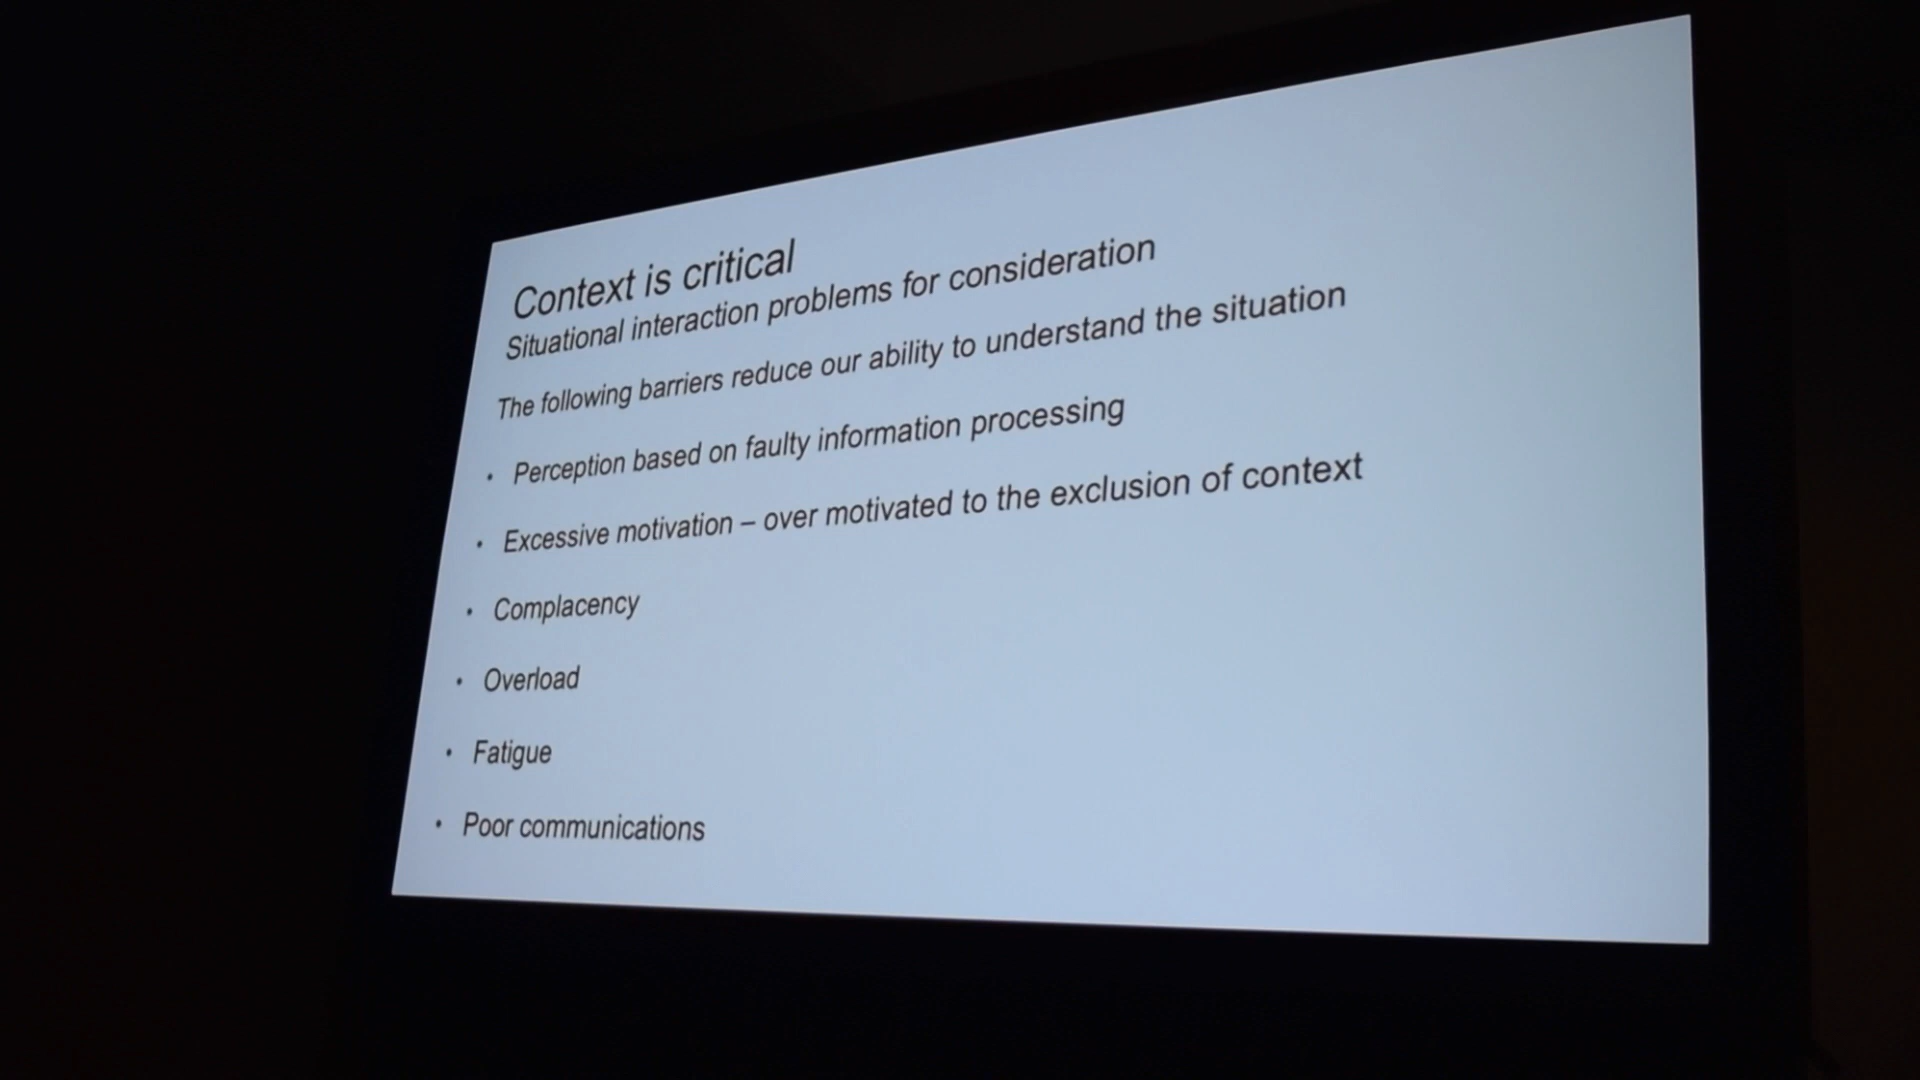 Context is critical
Situational interaction problems for consideration
The following barriers reduce our ability to understand the situation
• Perception based on faulty information processing
• Excessive motivation – over motivated to the exclusion of context
• Complacency
• Overload
• Fatigue
• Poor communications